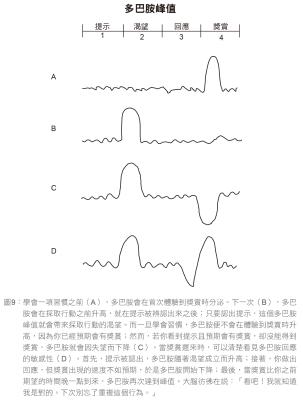 多巴胺峰值
提示 渴望 回應 獎賞
1 2 3 4
A
B
C
D
圖9：學會一項習慣之前（A），多巴胺會在首次體驗到獎賞時分泌。下一次（B），多巴
胺會在採取行動之前升高，就在提示被辨認出來之後；只要認出提示，這個多巴胺
峰值就會帶來採取行動的渴望。而一旦學會習慣，多巴胺便不會在體驗到獎賞時升
高，因為你已經預期會有獎賞；然而，若你看到提示且預期會有獎賞，卻沒能得到
獎賞，多巴胺就會因失望而下降（C）。當獎賞遲來時，可以清楚看見多巴胺回應
的敏感性（D）。首先，提示被認出，多巴胺隨著渴望成立而升高；接著，你做出
回應，但獎賞出現的速度不如預期，於是多巴胺開始下降；最後，當獎賞比你之前
期望的時間晚一點到來，多巴胺再次達到峰值。大腦彷彿在說：「看吧！我就知道
我是對的。下次別忘了重複這個行為。」